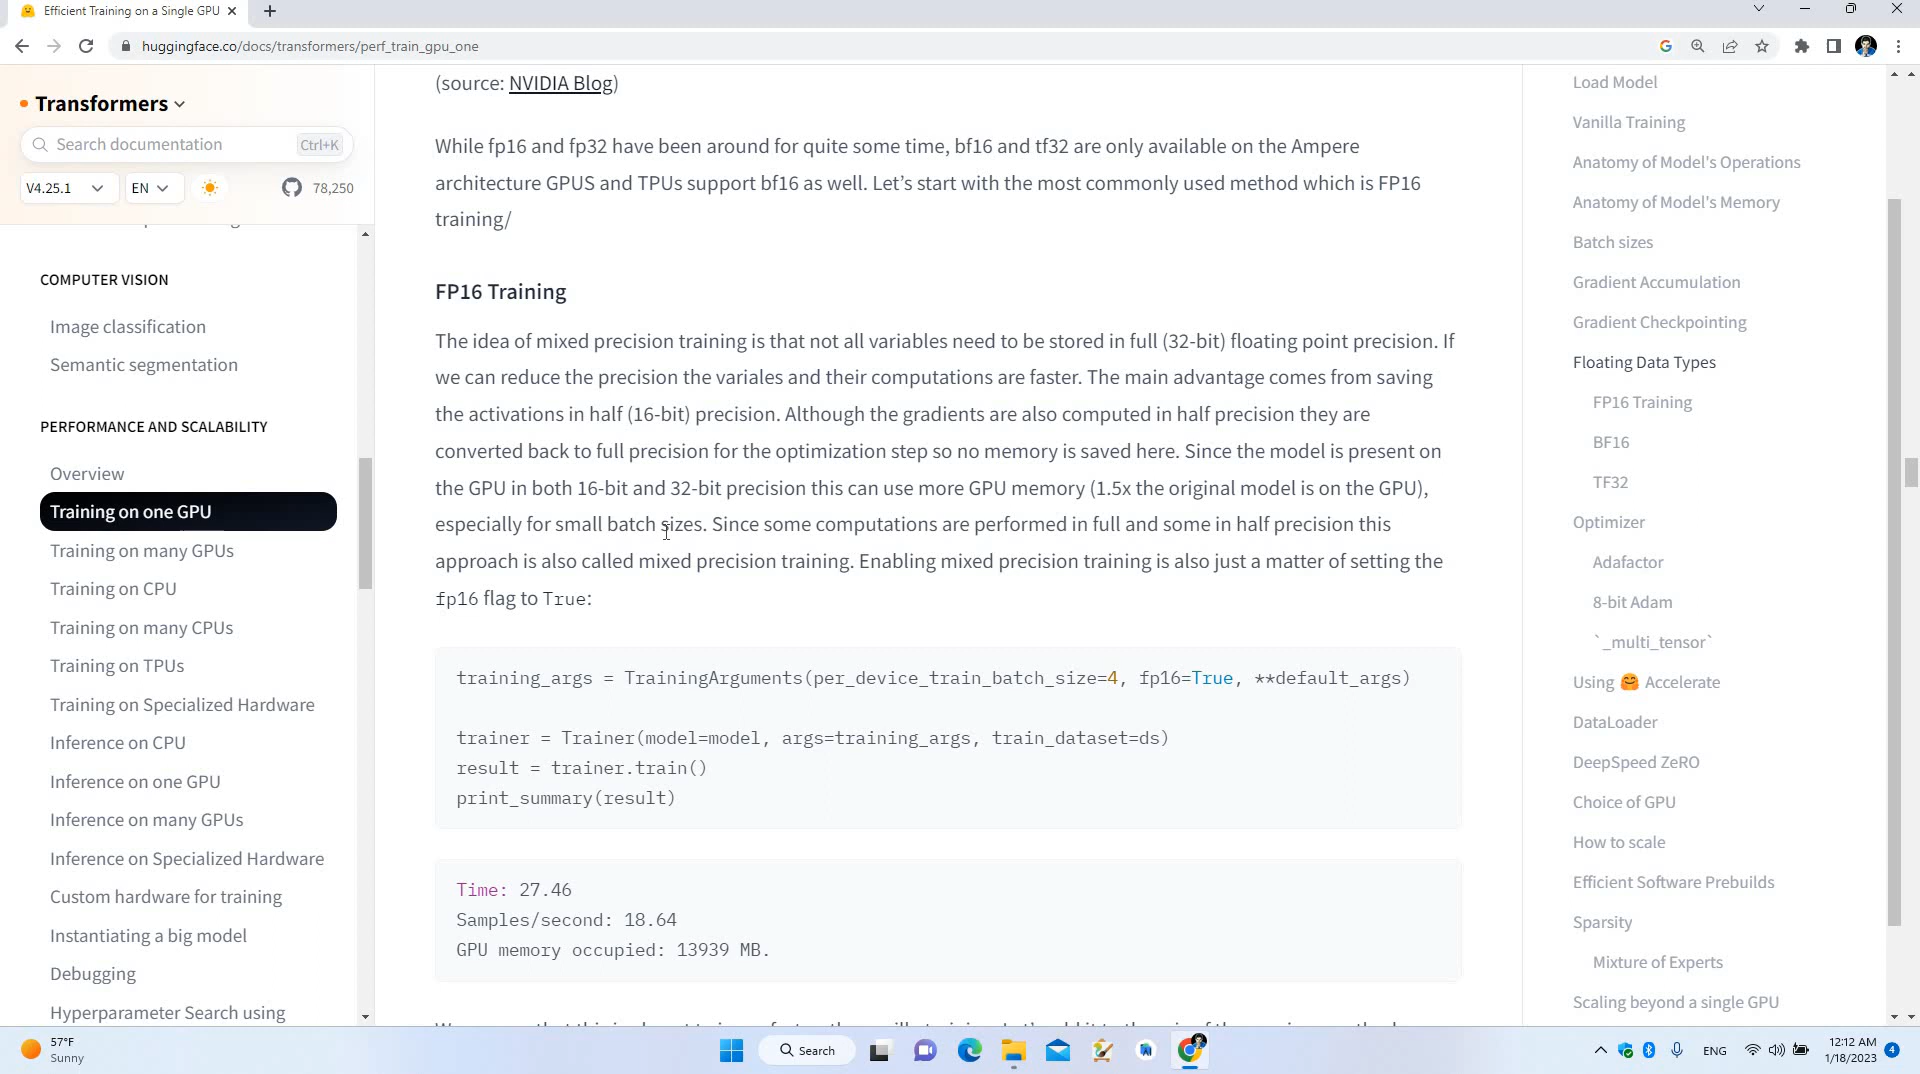 Efficient Training on a Single GPU
huggingface.co/docs/transformers/perf_train_gpu_one
Transformers
Search documentation Ctrl+K
V4.25.1 EN 78,250
COMPUTER VISION
Image classification
Semantic segmentation
PERFORMANCE AND SCALABILITY
Overview
Training on one GPU
Training on many GPUs
Training on CPU
Training on many CPUs
Training on TPUs
Training on Specialized Hardware
Inference on CPU
Inference on one GPU
Inference on many GPUs
Inference on Specialized Hardware
Custom hardware for training
Instantiating a big model
Debugging
Hyperparameter Search using
(source: NVIDIA Blog)
While fp16 and fp32 have been around for quite some time, bf16 and tf32 are only available on the Ampere
architecture GPUS and TPUs support bf16 as well. Let’s start with the most commonly used method which is FP16
training/
FP16 Training
The idea of mixed precision training is that not all variables need to be stored in full (32-bit) floating point precision. If
we can reduce the precision the variales and their computations are faster. The main advantage comes from saving
the activations in half (16-bit) precision. Although the gradients are also computed in half precision they are
converted back to full precision for the optimization step so no memory is saved here. Since the model is present on
the GPU in both 16-bit and 32-bit precision this can use more GPU memory (1.5x the original model is on the GPU),
especially for small batch sizes. Since some computations are performed in full and some in half precision this
approach is also called mixed precision training. Enabling mixed precision training is also just a matter of setting the
fp16 flag to True:
training_args = TrainingArguments(per_device_train_batch_size=4, fp16=True, **default_args)
trainer = Trainer(model=model, args=training_args, train_dataset=ds)
result = trainer.train()
print_summary(result)
Time: 27.46
Samples/second: 18.64
GPU memory occupied: 13939 MB.
Load Model
Vanilla Training
Anatomy of Model's Operations
Anatomy of Model's Memory
Batch sizes
Gradient Accumulation
Gradient Checkpointing
Floating Data Types
FP16 Training
BF16
TF32
Optimizer
Adafactor
8-bit Adam
`_multi_tensor`
Using 🤗 Accelerate
DataLoader
DeepSpeed ZeRO
Choice of GPU
How to scale
Efficient Software Prebuilds
Sparsity
Mixture of Experts
Scaling beyond a single GPU
57°F
Sunny
Search
ENG
12:12 AM
1/18/2023
4